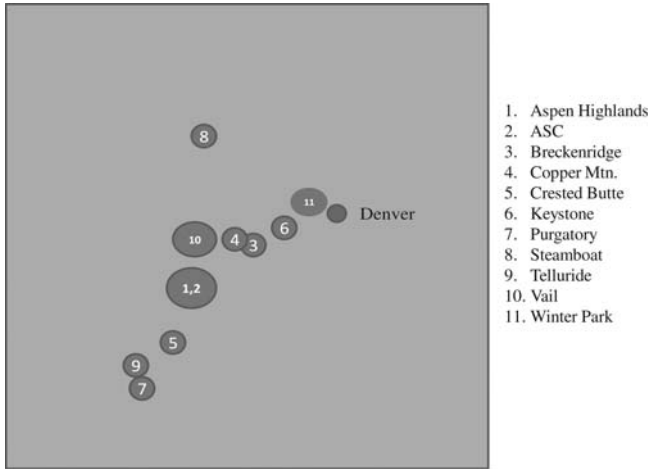 8
11
Denver
6
10
4
3
1,2
5
9
7
1. Aspen Highlands
2. ASC
3. Breckenridge
4. Copper Mtn.
5. Crested Butte
6. Keystone
7. Purgatory
8. Steamboat
9. Telluride
10. Vail
11. Winter Park